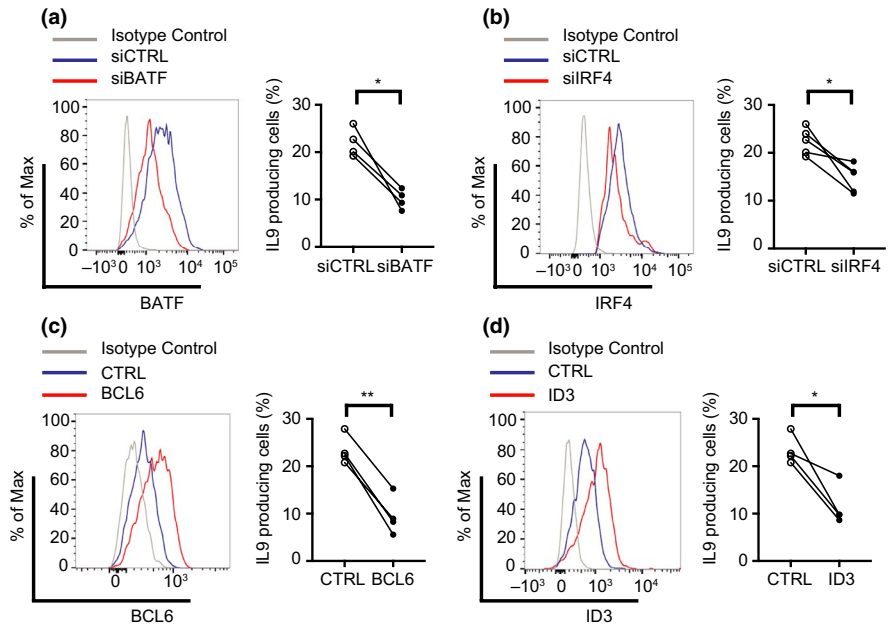 (a)
Isotype Control
siCTRL
siBATF
% of Max
100
80
60
40
20
0
–10³ 0 10³ 10⁴ 10⁵
BATF
IL9 producing cells (%)
30
20
10
0
*
siCTRL siBATF
(b)
Isotype Control
siCTRL
siIRF4
% of Max
100
80
60
40
20
0
–10³ 0 10³ 10⁴ 10⁵
IRF4
IL9 producing cells (%)
30
20
10
0
*
siCTRL siIRF4
(c)
Isotype Control
CTRL
BCL6
% of Max
100
80
60
40
20
0
0 10³
BCL6
IL9 producing cells (%)
30
20
10
0
**
CTRL BCL6
(d)
Isotype Control
CTRL
ID3
% of Max
100
80
60
40
20
0
–10³ 0 10³ 10⁴
ID3
IL9 producing cells (%)
30
20
10
0
*
CTRL ID3